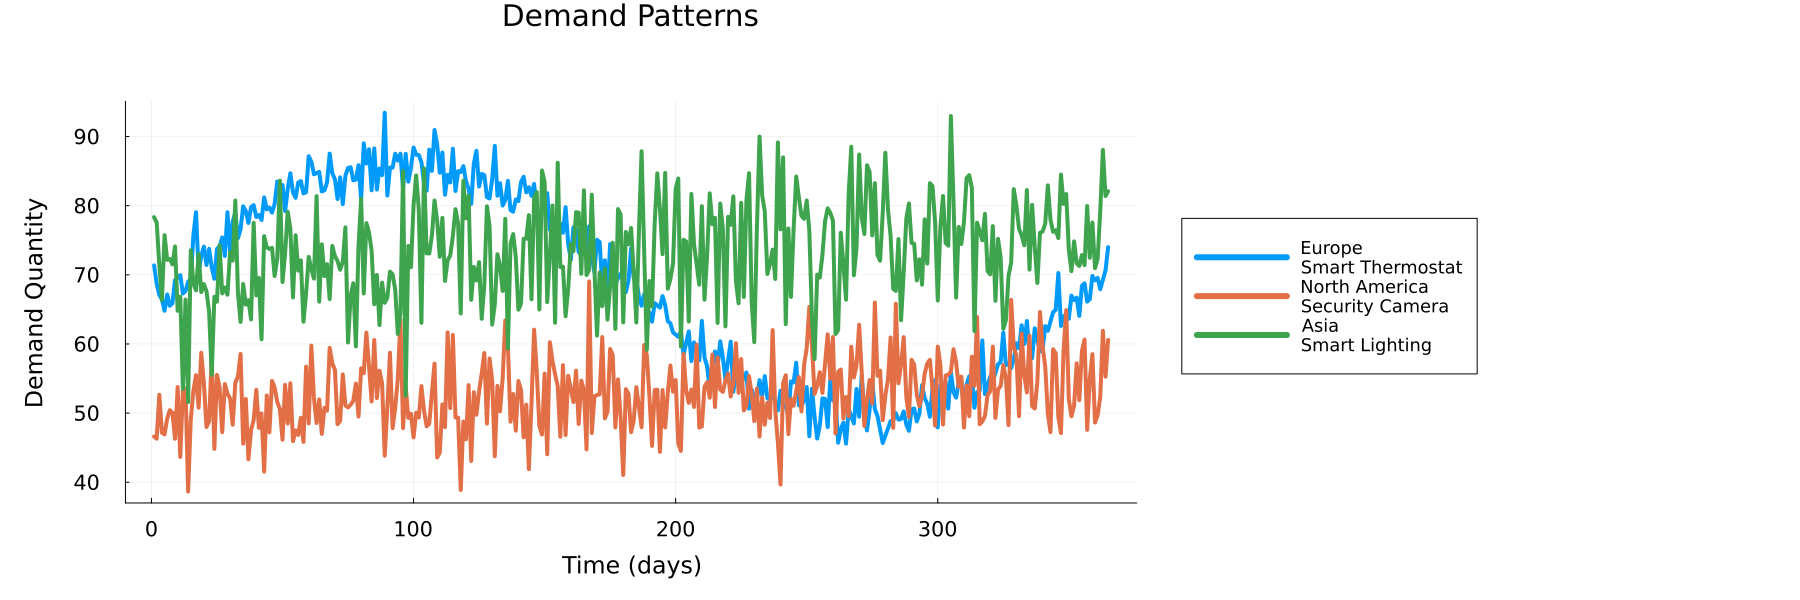 Demand Patterns
Demand Quantity
90
80
70
60
50
40
0
100
200
300
Time (days)
Europe
Smart Thermostat
North America
Security Camera
Asia
Smart Lighting